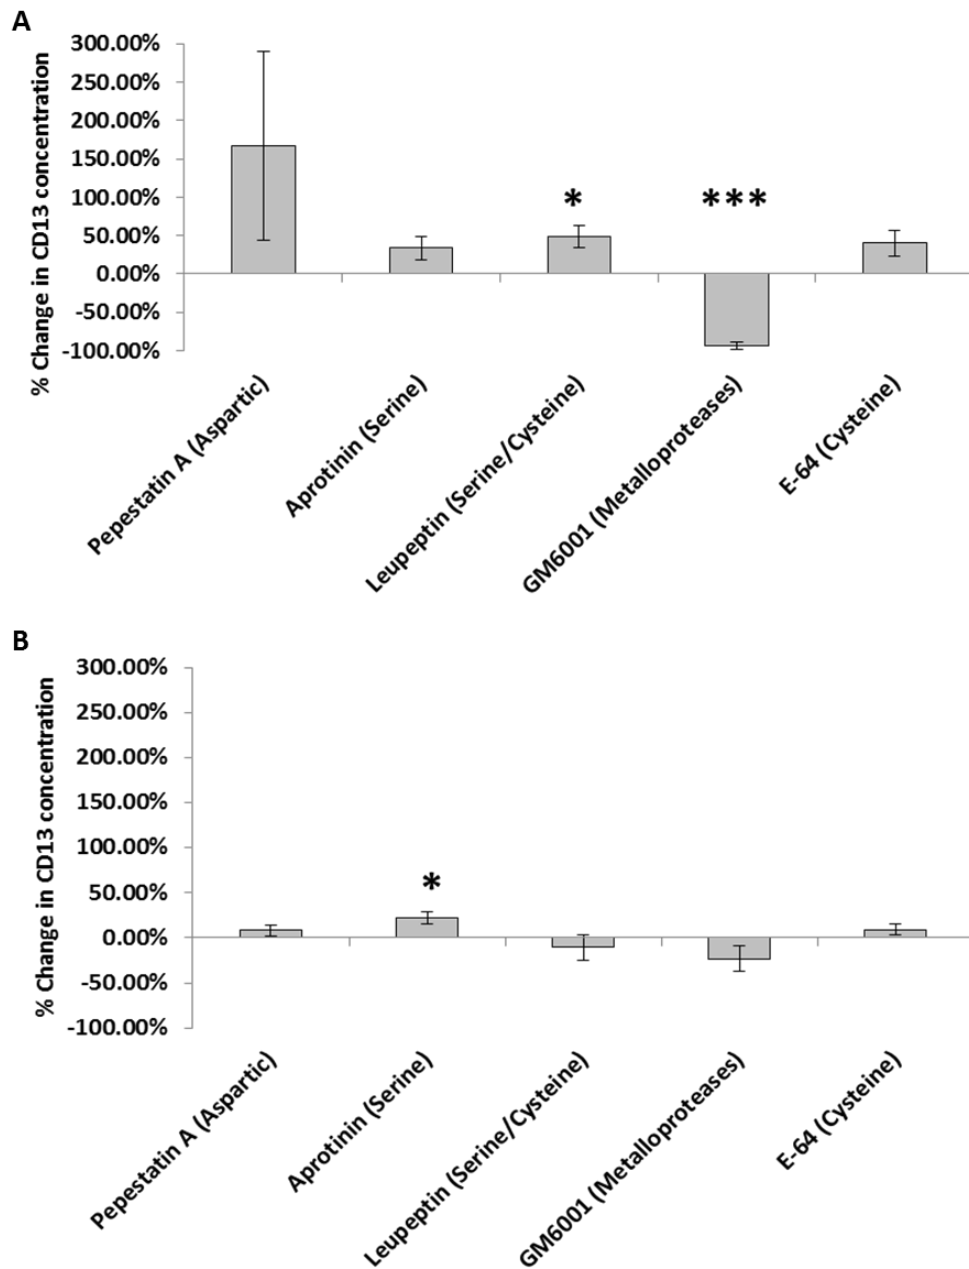 A
300.00%
250.00%
200.00%
150.00%
100.00%
50.00%
0.00%
-50.00%
-100.00%
% Change in CD13 concentration
*
***
Pepestatin A (Aspartic)
Aprotinin (Serine)
Leupeptin (Serine/Cysteine)
GM6001 (Metalloproteases)
E-64 (Cysteine)
B
300.00%
250.00%
200.00%
150.00%
100.00%
50.00%
0.00%
-50.00%
-100.00%
% Change in CD13 concentration
*
Pepestatin A (Aspartic)
Aprotinin (Serine)
Leupeptin (Serine/Cysteine)
GM6001 (Metalloproteases)
E-64 (Cysteine)